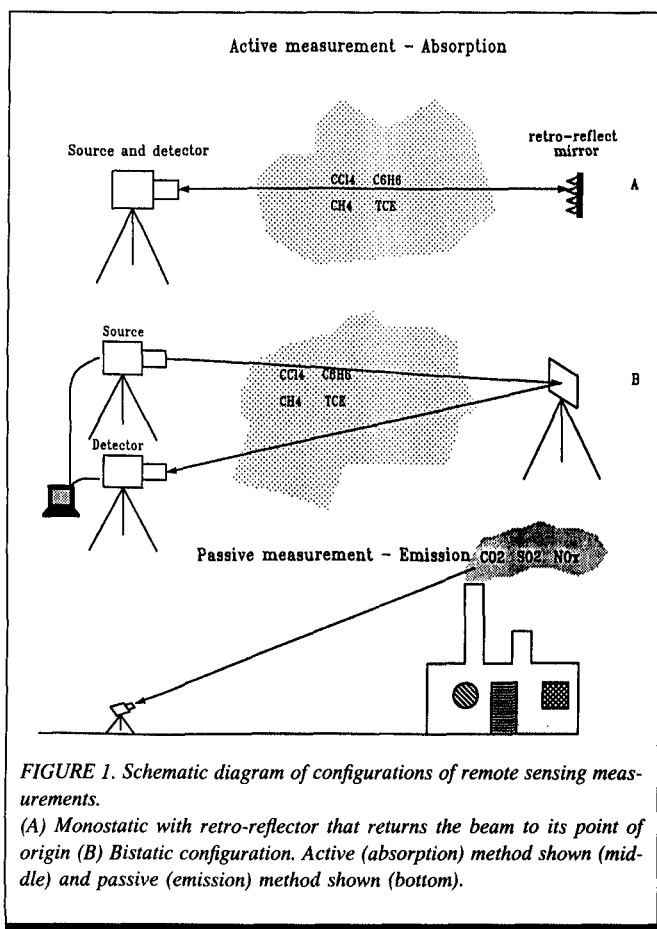 Active measurement - Absorption
retro-reflect
mirror
Source and detector
A
CCl4 C6H6
CH4 TCE
Source
B
CCl4 C6H6
CH4 TCE
Detector
Passive measurement - Emission CO2 SO2 NOx
FIGURE 1. Schematic diagram of configurations of remote sensing meas-
urements.
(A) Monostatic with retro-reflector that returns the beam to its point of
origin (B) Bistatic configuration. Active (absorption) method shown (mid-
dle) and passive (emission) method shown (bottom).